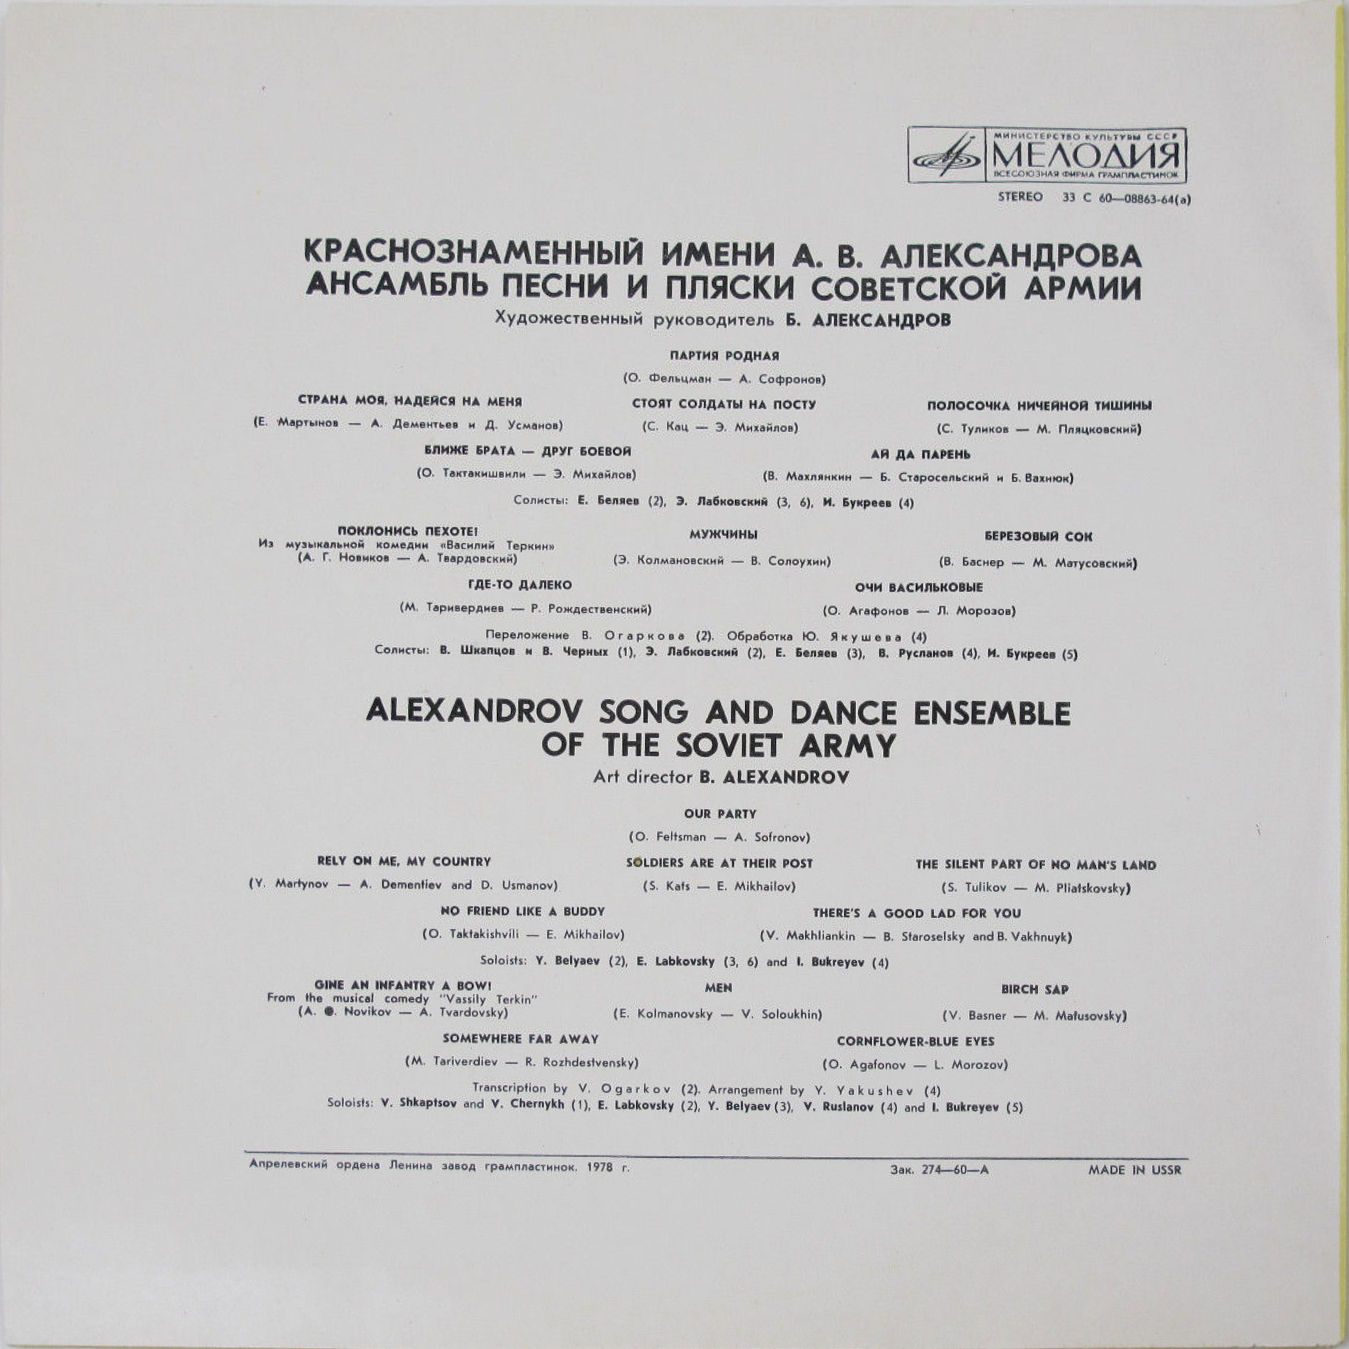 МИНИСТЕРСТВО КУЛЬТУРЫ СССР
МЕЛОДИЯ
ВСЕСОЮЗНАЯ ФИРМА ГРАМПЛАСТИНОК
STEREO 33 С 60—08863-64(а)
КРАСНОЗНАМЕННЫЙ ИМЕНИ А. В. АЛЕКСАНДРОВА
АНСАМБЛЬ ПЕСНИ И ПЛЯСКИ СОВЕТСКОЙ АРМИИ
Художественный руководитель Б. АЛЕКСАНДРОВ
ПАРТИЯ РОДНАЯ
(О. Фельцман — А. Софронов)
СТРАНА МОЯ, НАДЕЙСЯ НА МЕНЯ СТОЯТ СОЛДАТЫ НА ПОСТУ ПОЛОСОЧКА НИЧЕЙНОЙ ТИШИНЫ
(Е. Мартынов — А. Дементьев и Д. Усманов) (С. Кац — Э. Михайлов) (С. Туликов — М. Пляцковский)
БЛИЖЕ БРАТА — ДРУГ БОЕВОЙ АЙ ДА ПАРЕНЬ
(О. Тактакишвили — Э. Михайлов) (В. Махлянкин — Б. Старосельский и Б. Вахнюк)
Солисты: Е. Беляев (2), Э. Лабковский (3, 6), И. Букреев (4)
ПОКЛОНИСЬ ПЕХОТЕ! МУЖЧИНЫ БЕРЕЗОВЫЙ СОК
Из музыкальной комедии «Василий Теркин»
(А. Г. Новиков — А. Твардовский) (Э. Колмановский — В. Солоухин) (В. Баснер — М. Матусовский)
ГДЕ-ТО ДАЛЕКО ОЧИ ВАСИЛЬКОВЫЕ
(М. Таривердиев — Р. Рождественский) (О. Агафонов — Л. Морозов)
Переложение В. Огаркова (2). Обработка Ю. Якушева (4)
Солисты: В. Шкапцов и В. Черных (1), Э. Лабковский (2), Е. Беляев (3), В. Русланов (4), И. Букреев (5)
ALEXANDROV SONG AND DANCE ENSEMBLE
OF THE SOVIET ARMY
Art director B. ALEXANDROV
OUR PARTY
(O. Feltsman — A. Sofronov)
RELY ON ME, MY COUNTRY SOLDIERS ARE AT THEIR POST THE SILENT PART OF NO MAN'S LAND
(Y. Martynov — A. Dementiev and D. Usmanov) (S. Kats — E. Mikhailov) (S. Tulikov — M. Pliatskovsky)
NO FRIEND LIKE A BUDDY THERE'S A GOOD LAD FOR YOU
(O. Taktakishvili — E. Mikhailov) (V. Makhliankin — B. Staroselsky and B. Vakhnuyk)
Soloists: Y. Belyaev (2), E. Labkovsky (3, 6) and I. Bukreyev (4)
GINE AN INFANTRY A BOW! MEN BIRCH SAP
From the musical comedy "Vassily Terkin"
(A. Novikov — A. Tvardovsky) (E. Kolmanovsky — V. Soloukhin) (V. Basner — M. Matusovsky)
SOMEWHERE FAR AWAY CORNFLOWER-BLUE EYES
(M. Tariverdiev — R. Rozhdestvensky) (O. Agafonov — L. Morozov)
Transcription by V. Ogarkov (2). Arrangement by Y. Yakushev (4)
Soloists: V. Shkaptsov and V. Chernykh (1), E. Labkovsky (2), Y. Belyaev (3), V. Ruslanov (4) and I. Bukreyev (5)
Апрелевский ордена Ленина завод грампластинок. 1978 г. Зак. 274—60—А MADE IN USSR